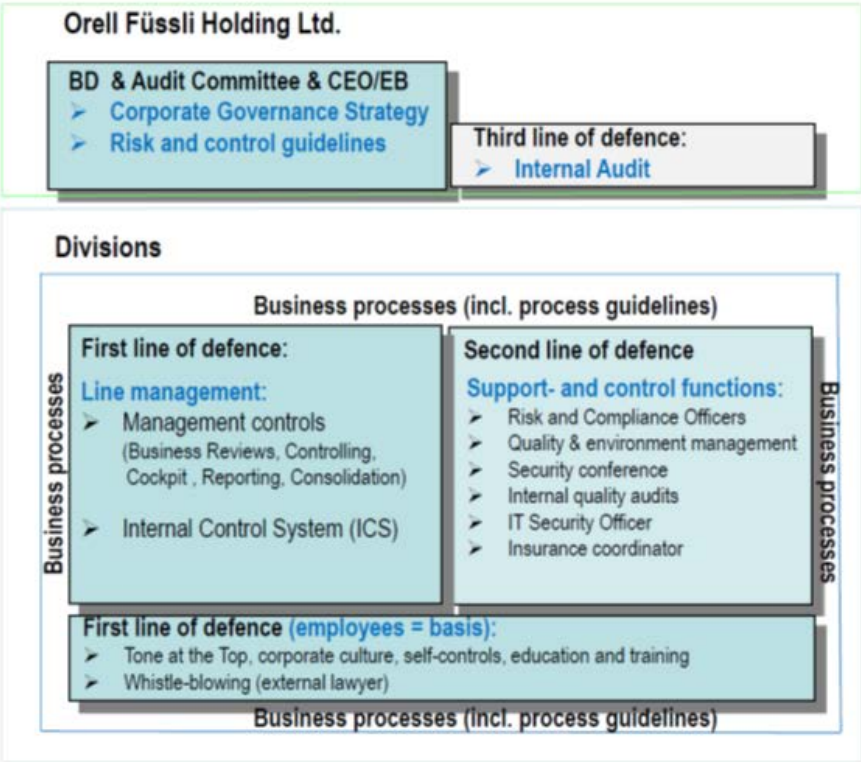 Orell Füssli Holding Ltd.
BD & Audit Committee & CEO/EB
➢ Corporate Governance Strategy
➢ Risk and control guidelines
Third line of defence:
➢ Internal Audit
Divisions
Business processes (incl. process guidelines)
Business processes
First line of defence:
Line management:
➢ Management controls
(Business Reviews, Controlling,
Cockpit , Reporting, Consolidation)
➢ Internal Control System (ICS)
Second line of defence
Support- and control functions:
➢ Risk and Compliance Officers
➢ Quality & environment management
➢ Security conference
➢ Internal quality audits
➢ IT Security Officer
➢ Insurance coordinator
Business processes
First line of defence (employees = basis):
➢ Tone at the Top, corporate culture, self-controls, education and training
➢ Whistle-blowing (external lawyer)
Business processes (incl. process guidelines)